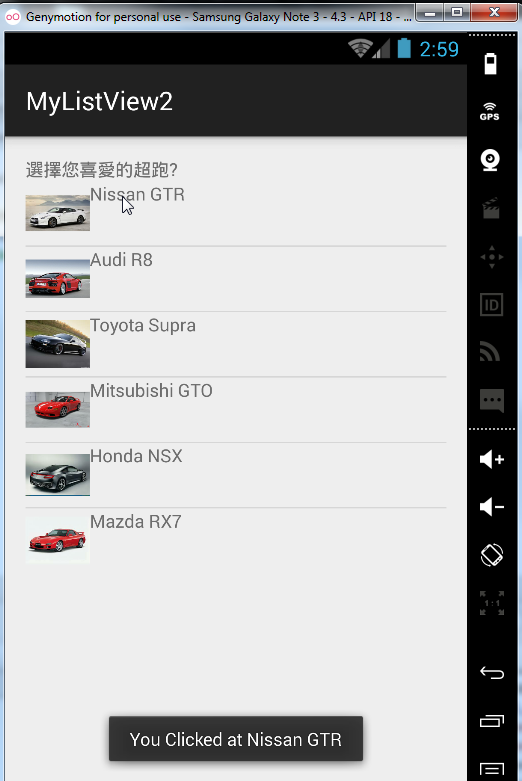 Genymotion for personal use - Samsung Galaxy Note 3 - 4.3 - API 18 - ...
2:59
GPS
MyListView2
選擇您喜愛的超跑?
Nissan GTR
Audi R8
Toyota Supra
ID
Mitsubishi GTO
Honda NSX
Mazda RX7
1:1
You Clicked at Nissan GTR